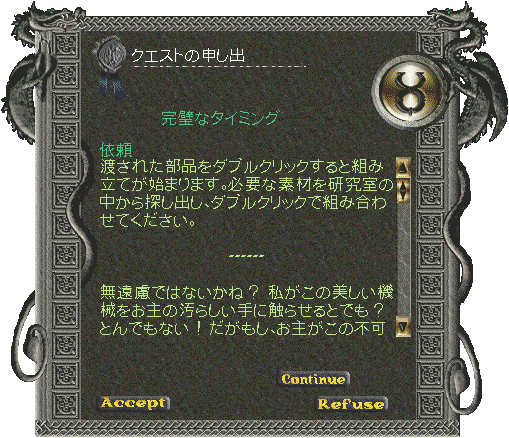 クエストの申し出
完璧なタイミング
依頼
渡された部品をダブルクリックすると組み
立てが始まります。必要な素材を研究室の
中から探し出し、ダブルクリックで組み合わ
せてください。
------
無遠慮ではないかね？ 私がこの美しい機
械をお主の汚らしい手に触らせるとでも？
とんでもない！だがもし、お主がこの不可
Continue
Accept
Refuse